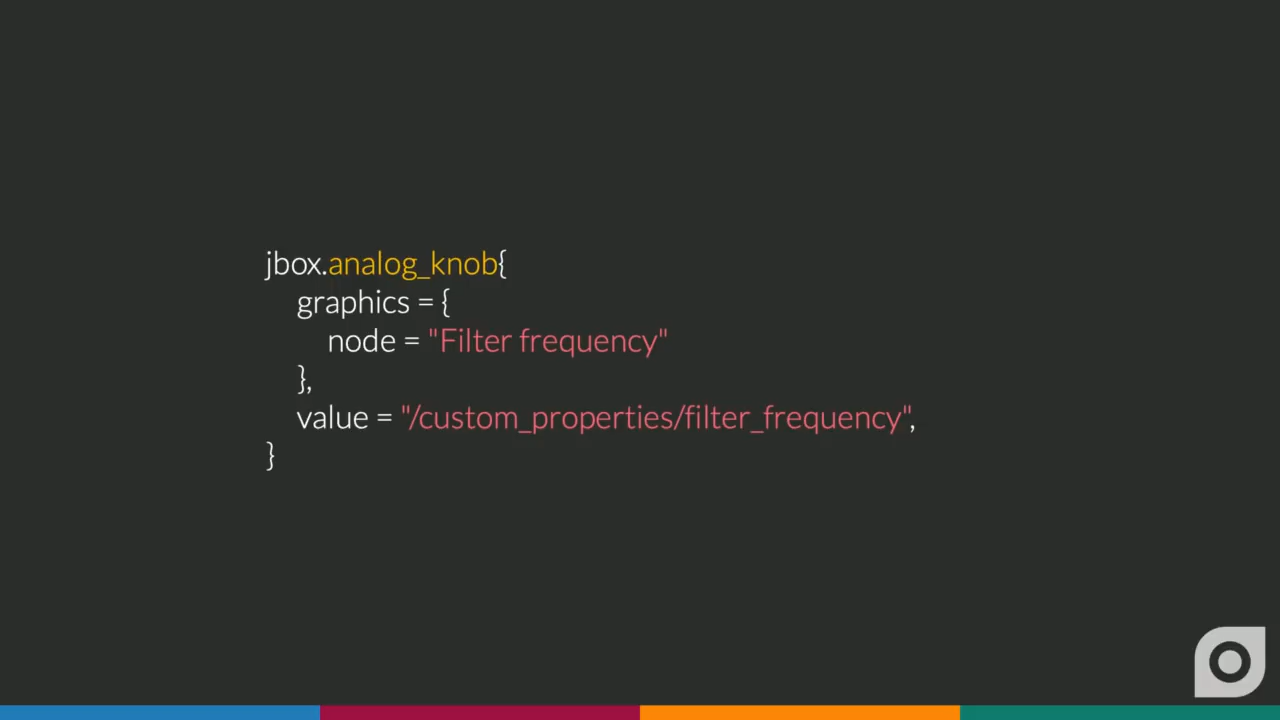 jbox.analog_knob{
graphics = {
node = "Filter frequency"
},
value = "/custom_properties/filter_frequency",
}